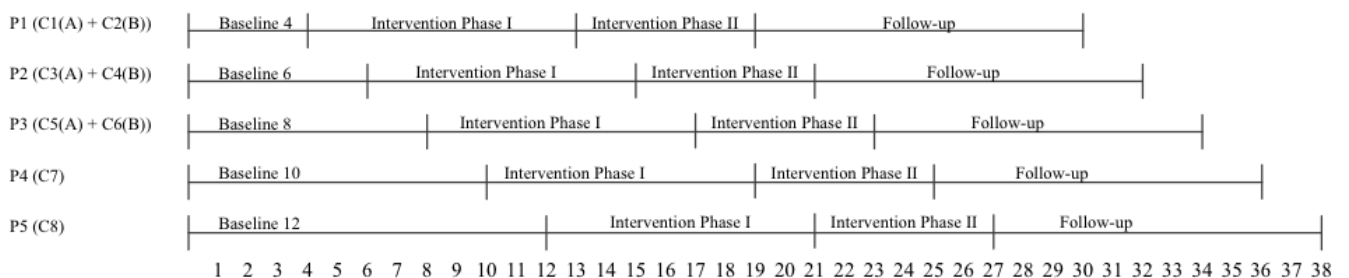 P1 (C1(A) + C2(B)) Baseline 4 Intervention Phase I Intervention Phase II Follow-up
P2 (C3(A) + C4(B)) Baseline 6 Intervention Phase I Intervention Phase II Follow-up
P3 (C5(A) + C6(B)) Baseline 8 Intervention Phase I Intervention Phase II Follow-up
P4 (C7) Baseline 10 Intervention Phase I Intervention Phase II Follow-up
P5 (C8) Baseline 12 Intervention Phase I Intervention Phase II Follow-up
1 2 3 4 5 6 7 8 9 10 11 12 13 14 15 16 17 18 19 20 21 22 23 24 25 26 27 28 29 30 31 32 33 34 35 36 37 38